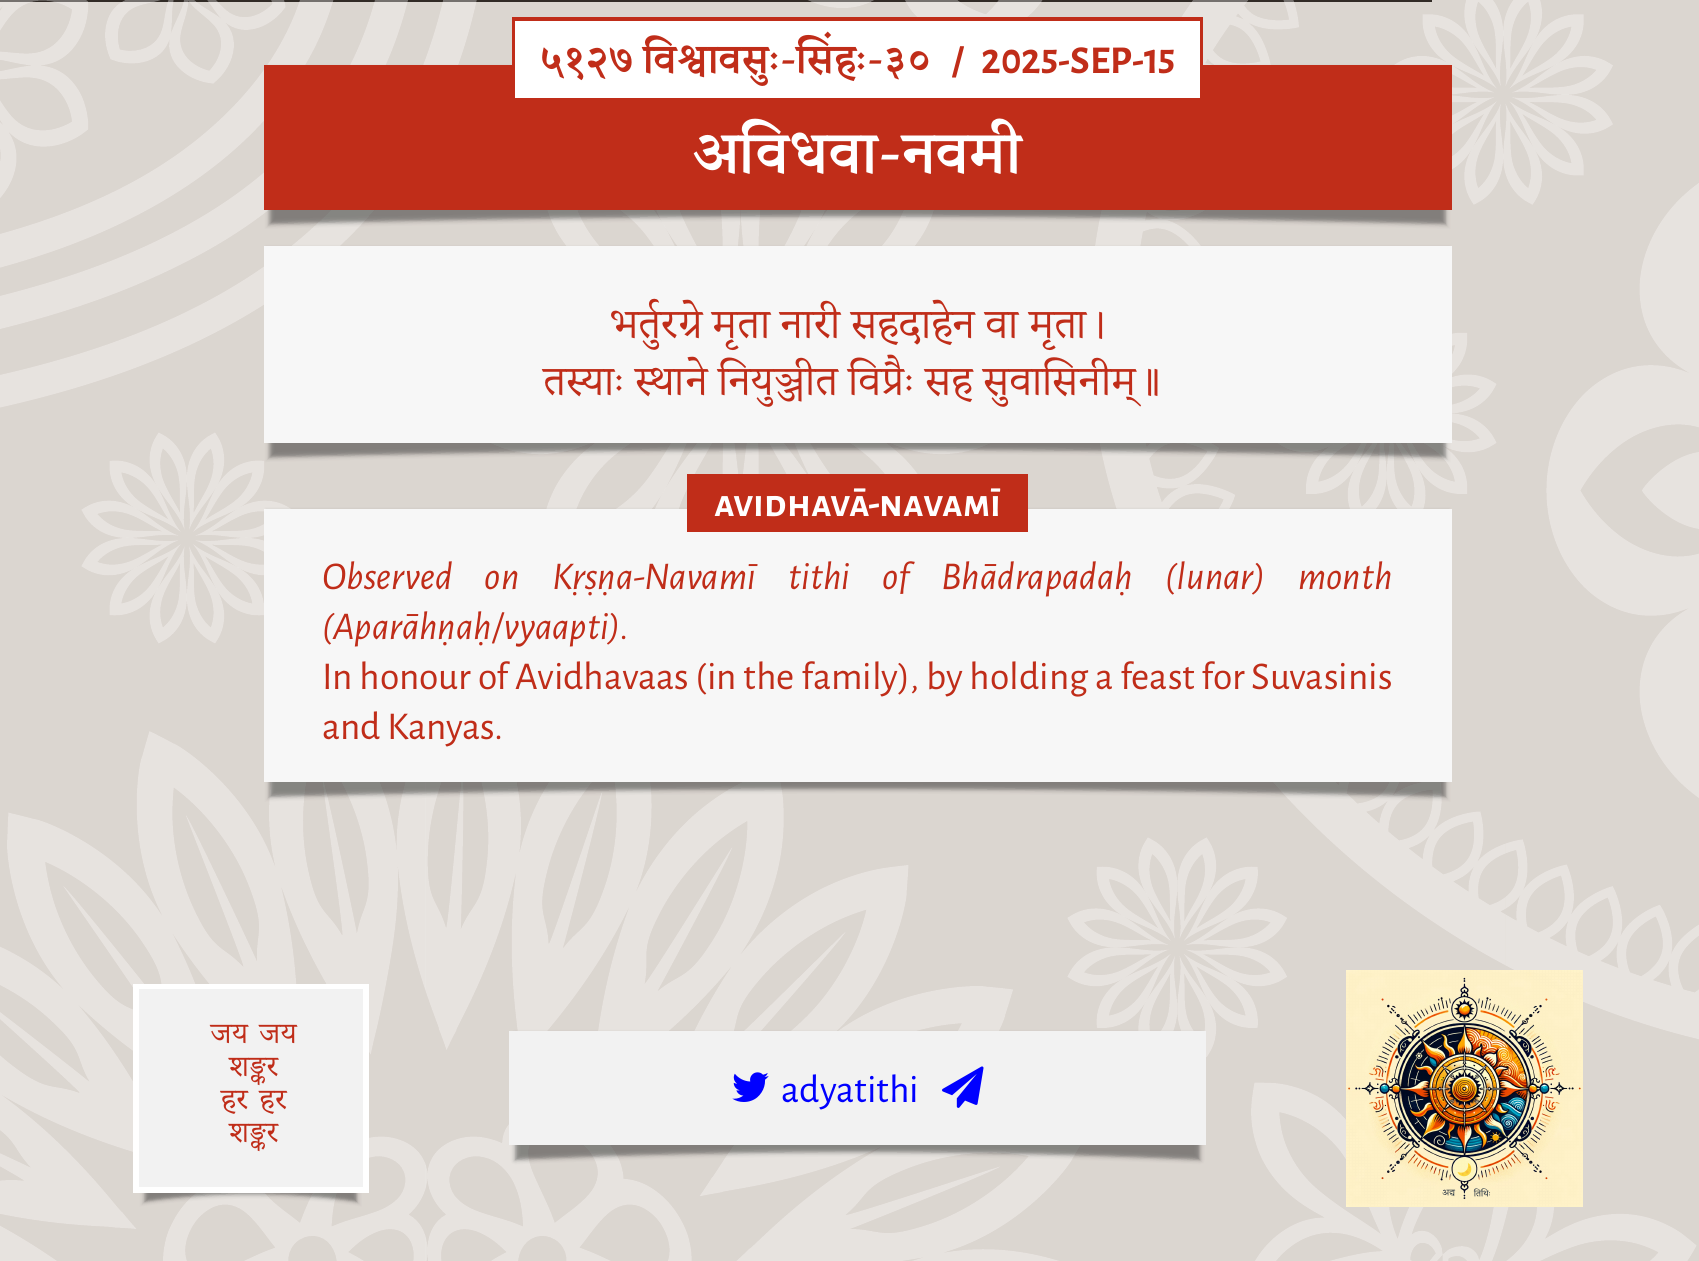 ५१२७ विश्वावसुः-सिंहः-३० / 2025-SEP-15
अविधवा-नवमी
भर्तुरग्रे मृता नारी सहदाहेन वा मृता।
तस्याः स्थाने नियुञ्जीत विप्रैः सह सुवासिनीम्॥
AVIDHAVĀ-NAVAMĪ
Observed on Kṛṣṇa-Navamī tithi of Bhādrapadaḥ (lunar) month
(Aparāhṇaḥ/vyaapti).
In honour of Avidhavaas (in the family), by holding a feast for Suvasinis
and Kanyas.
जय जय
शङ्कर
हर हर
शङ्कर
adyatithi
अद्य तिथिः